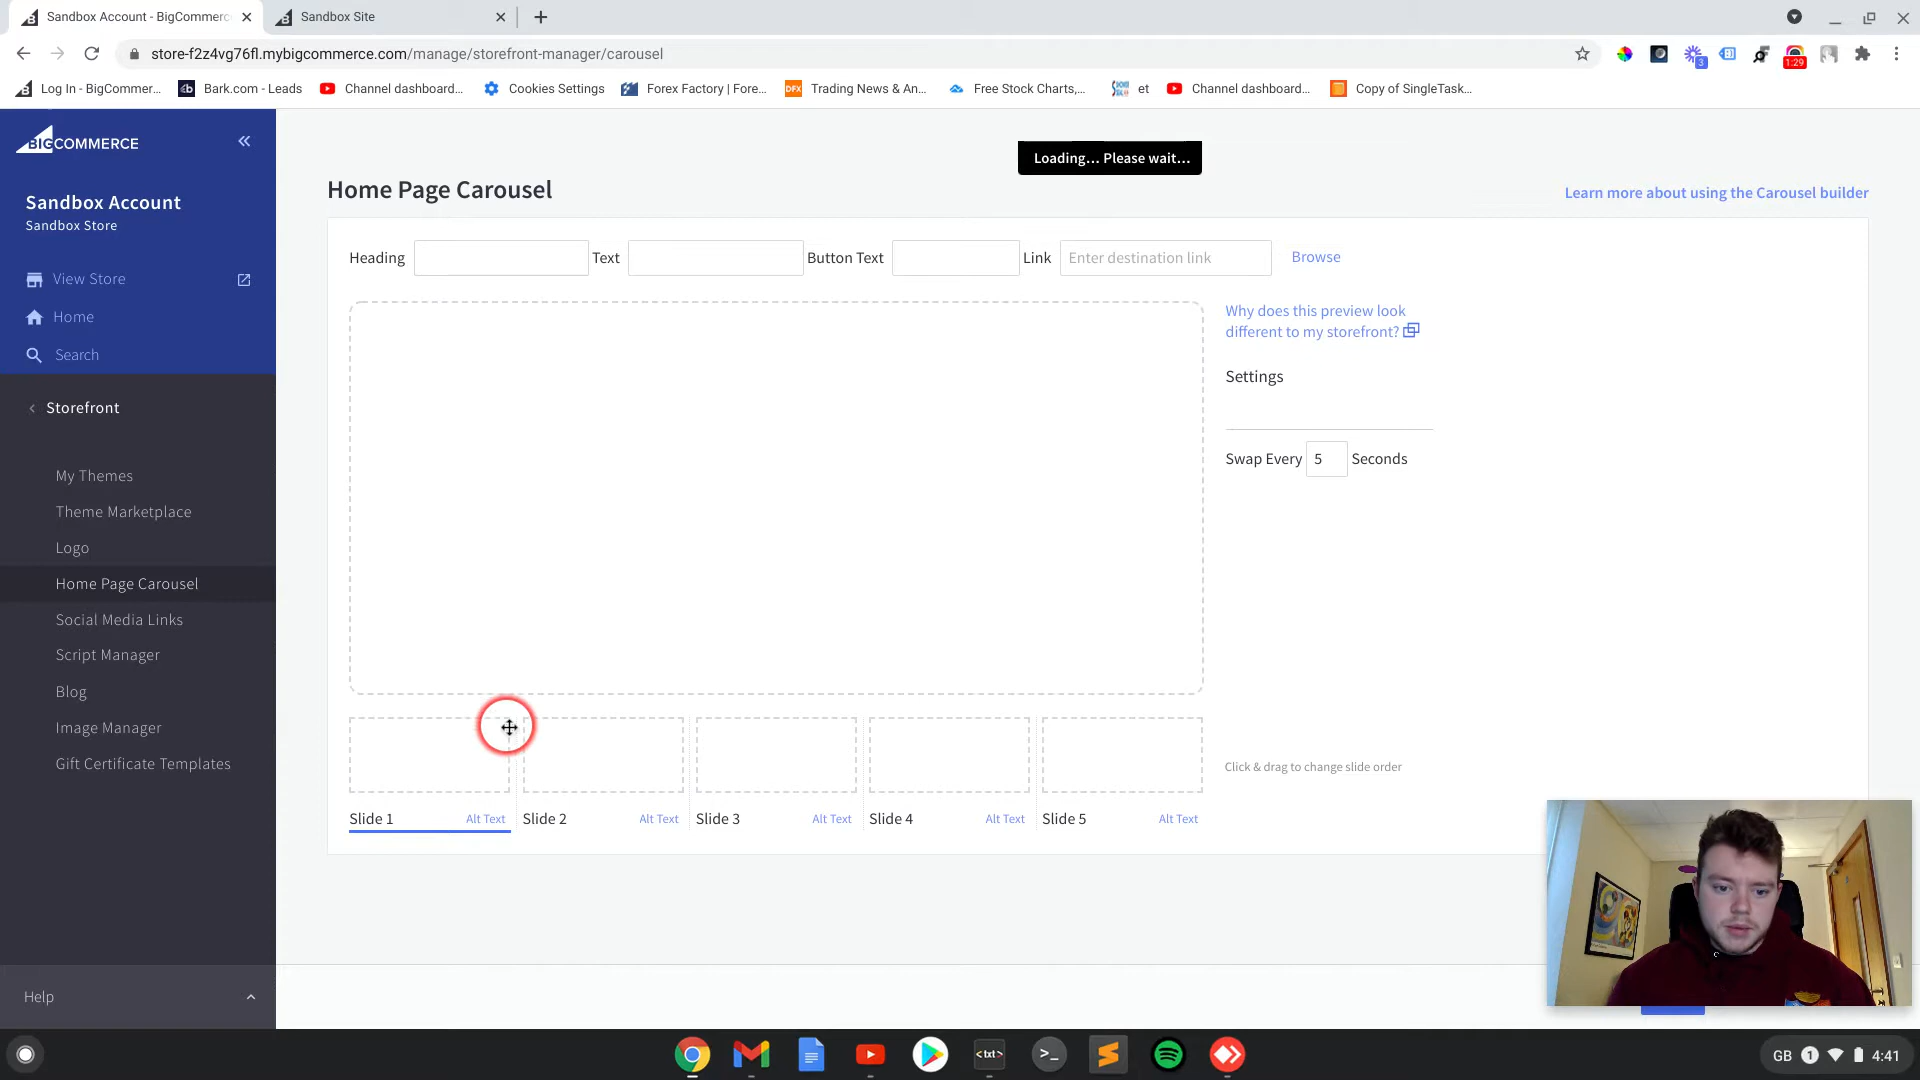 Sandbox Account - BigCommerc
Sandbox Site
store-f2z4vg76fl.mybigcommerce.com/manage/storefront-manager/carousel
3
1:29
Log In - BigCommer...
Bark.com - Leads
Channel dashboard...
Cookies Settings
Forex Factory | Fore...
DFX
Trading News & An...
Free Stock Charts,...
et
Channel dashboard...
Copy of SingleTask...
BIGCOMMERCE
Loading... Please wait...
Home Page Carousel
Learn more about using the Carousel builder
Sandbox Account
Sandbox Store
Heading
Text
Button Text
Link
Enter destination link
Browse
View Store
Home
Search
Why does this preview look
different to my storefront?
Settings
Swap Every 5 Seconds
Storefront
My Themes
Theme Marketplace
Logo
Home Page Carousel
Social Media Links
Script Manager
Blog
Image Manager
Gift Certificate Templates
Click & drag to change slide order
Slide 1 Alt Text
Slide 2 Alt Text
Slide 3 Alt Text
Slide 4 Alt Text
Slide 5 Alt Text
Help
<txt>
>_
GB 1 4:41